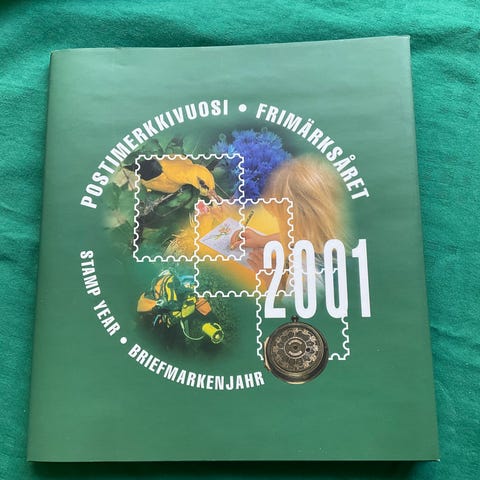 POSTIMERKKIVUOSI • FRIMÄRKSÅRET
2001
STAMP YEAR • BRIEFMARKENJAHR